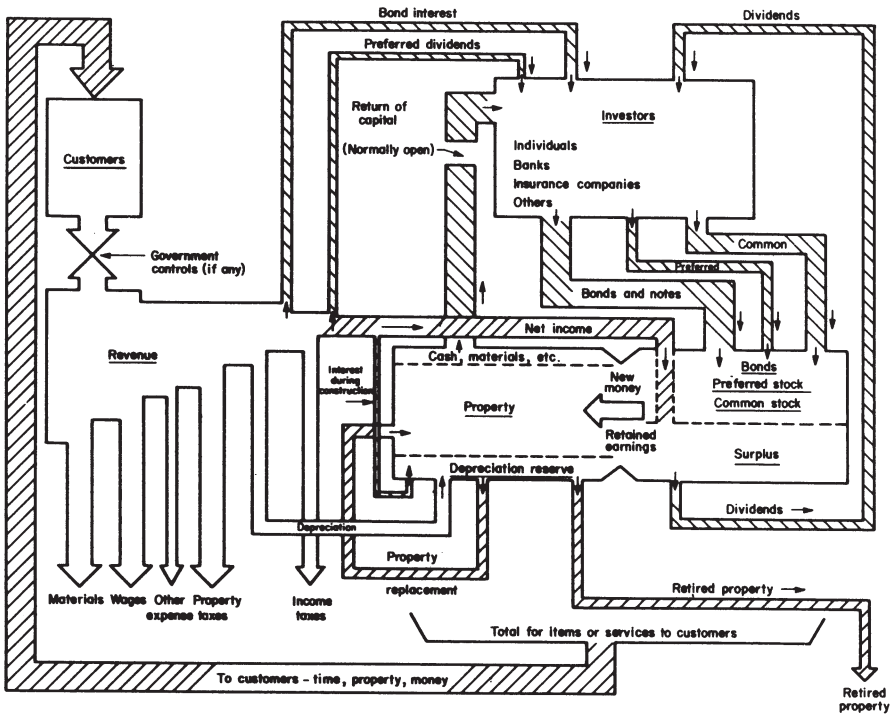 Bond interest
Dividends
Preferred dividends
Return of
capital
(Normally open)
Investors
Individuals
Banks
Insurance companies
Others
Customers
Government
controls (if any)
Common
Preferred
Bonds and notes
Net income
Revenue
Cash, materials, etc.
Interest
during
construction
New
money
Bonds
Preferred stock
Common stock
Property
Retained
earnings
Surplus
Depreciation reserve
Dividends
Depreciation
Property
replacement
Retired property
Materials Wages Other Property
expense taxes
Income
taxes
Total for items or services to customers
To customers - time, property, money
Retired
property